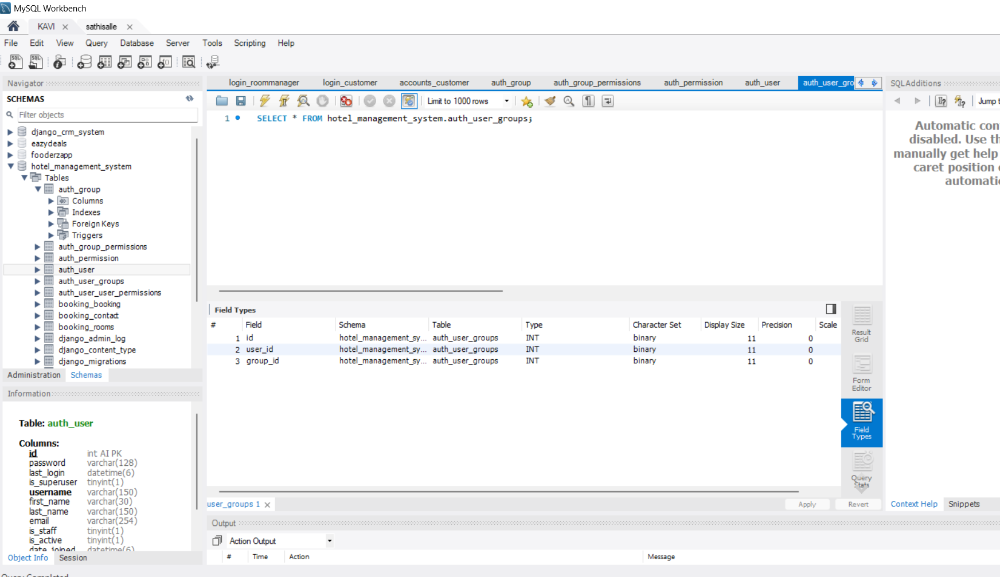 MySQL Workbench
KAVI
sathisalle
File Edit View Query Database Server Tools Scripting Help
Navigator
SCHEMAS
Filter objects
django_crm_system
eazydeals
fooderzapp
hotel_management_system
Tables
auth_group
Columns
Indexes
Foreign Keys
Triggers
auth_group_permissions
auth_permission
auth_user
auth_user_groups
auth_user_user_permissions
booking_booking
booking_contact
booking_rooms
django_admin_log
django_content_type
django_migrations
Administration Schemas
Information
Table: auth_user
Columns:
id int AI PK
password varchar(128)
last_login datetime(6)
is_superuser tinyint(1)
username varchar(150)
first_name varchar(30)
last_name varchar(150)
email varchar(254)
is_staff tinyint(1)
is_active tinyint(1)
date_joined datetime(6)
Object Info Session
Query Completed
login_roommanager login_customer accounts_customer auth_group auth_group_permissions auth_permission auth_user auth_user_gro
Limit to 1000 rows
1 SELECT * FROM hotel_management_system.auth_user_groups;
Field Types
# Field Schema Table Type Character Set Display Size Precision Scale
1 id hotel_management_sy... auth_user_groups INT binary 11 0
2 user_id hotel_management_sy... auth_user_groups INT binary 11 0
3 group_id hotel_management_sy... auth_user_groups INT binary 11 0
Result
Grid
Form
Editor
Field
Types
Query
Stats
user_groups 1
Apply Revert
Output
Action Output
# Time Action Message
SQLAdditions
Jump t
Automatic con
disabled. Use th
manually get help
caret position
automatic
Context Help Snippets